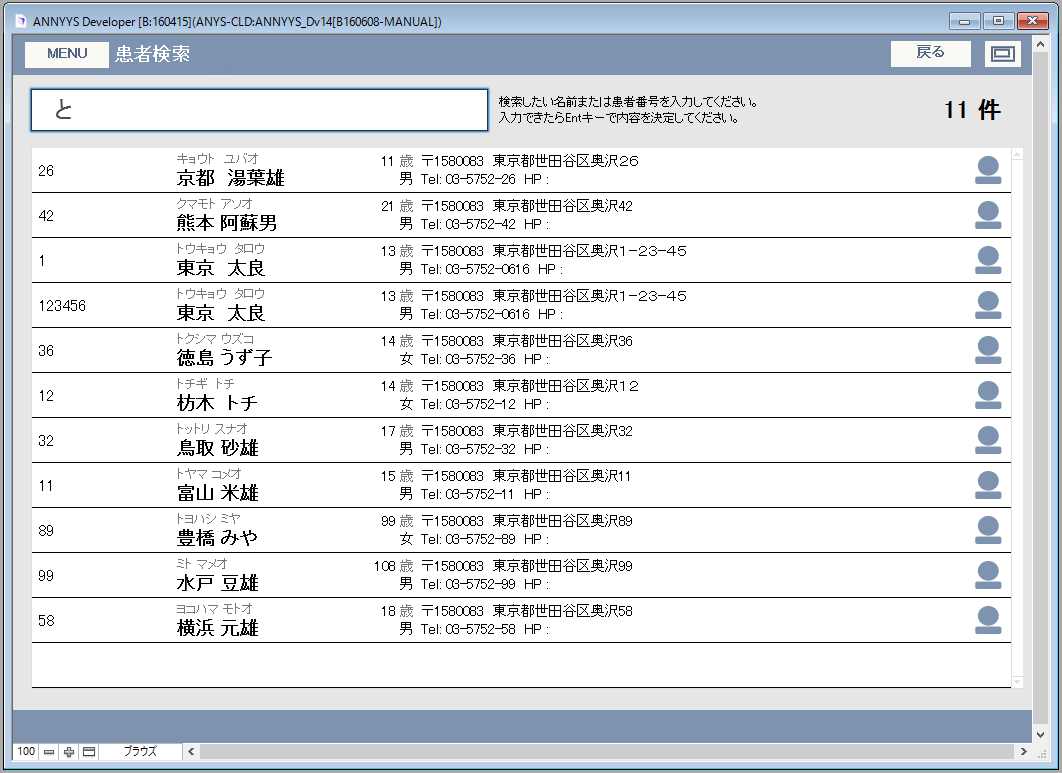 ANNYYS Developer [B:160415](ANYS-CLD:ANNYYS_Dv14[B160608-MANUAL])
MENU 患者検索 戻る
と
検索したい名前または患者番号を入力してください。
入力できたらEntキーで内容を決定してください。
11 件
キョウト ユバオ
26 京都 湯葉雄 11 歳 〒1580083 東京都世田谷区奥沢26
男 Tel: 03-5752-26 HP :
クマモト アソオ
42 熊本 阿蘇男 21 歳 〒1580083 東京都世田谷区奥沢42
男 Tel: 03-5752-42 HP :
トウキョウ タロウ
1 東京 太良 13 歳 〒1580083 東京都世田谷区奥沢1-23-45
男 Tel: 03-5752-0616 HP :
トウキョウ タロウ
123456 東京 太良 13 歳 〒1580083 東京都世田谷区奥沢1-23-45
男 Tel: 03-5752-0616 HP :
トクシマ ウズコ
36 徳島 うず子 14 歳 〒1580083 東京都世田谷区奥沢36
女 Tel: 03-5752-36 HP :
トチギ トチ
12 枋木 トチ 14 歳 〒1580083 東京都世田谷区奥沢12
女 Tel: 03-5752-12 HP :
トットリ スナオ
32 鳥取 砂雄 17 歳 〒1580083 東京都世田谷区奥沢32
男 Tel: 03-5752-32 HP :
トヤマ コメオ
11 富山 米雄 15 歳 〒1580083 東京都世田谷区奥沢11
男 Tel: 03-5752-11 HP :
トヨハシ ミヤ
89 豊橋 みや 99 歳 〒1580083 東京都世田谷区奥沢89
女 Tel: 03-5752-89 HP :
ミト マメオ
99 水戸 豆雄 108 歳 〒1580083 東京都世田谷区奥沢99
男 Tel: 03-5752-99 HP :
ヨコハマ モトオ
58 横浜 元雄 18 歳 〒1580083 東京都世田谷区奥沢58
男 Tel: 03-5752-58 HP :
100 ブラウズ